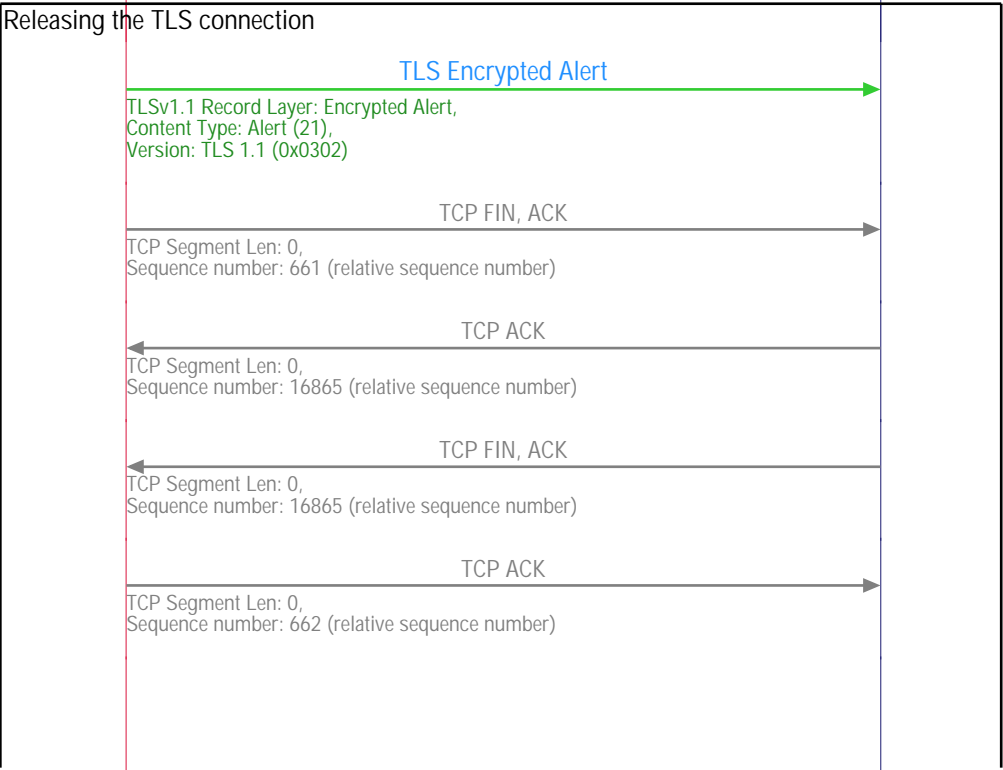 Releasing the TLS connection
TLS Encrypted Alert
TLSv1.1 Record Layer: Encrypted Alert,
Content Type: Alert (21),
Version: TLS 1.1 (0x0302)
TCP FIN, ACK
TCP Segment Len: 0,
Sequence number: 661 (relative sequence number)
TCP ACK
TCP Segment Len: 0,
Sequence number: 16865 (relative sequence number)
TCP FIN, ACK
TCP Segment Len: 0,
Sequence number: 16865 (relative sequence number)
TCP ACK
TCP Segment Len: 0,
Sequence number: 662 (relative sequence number)